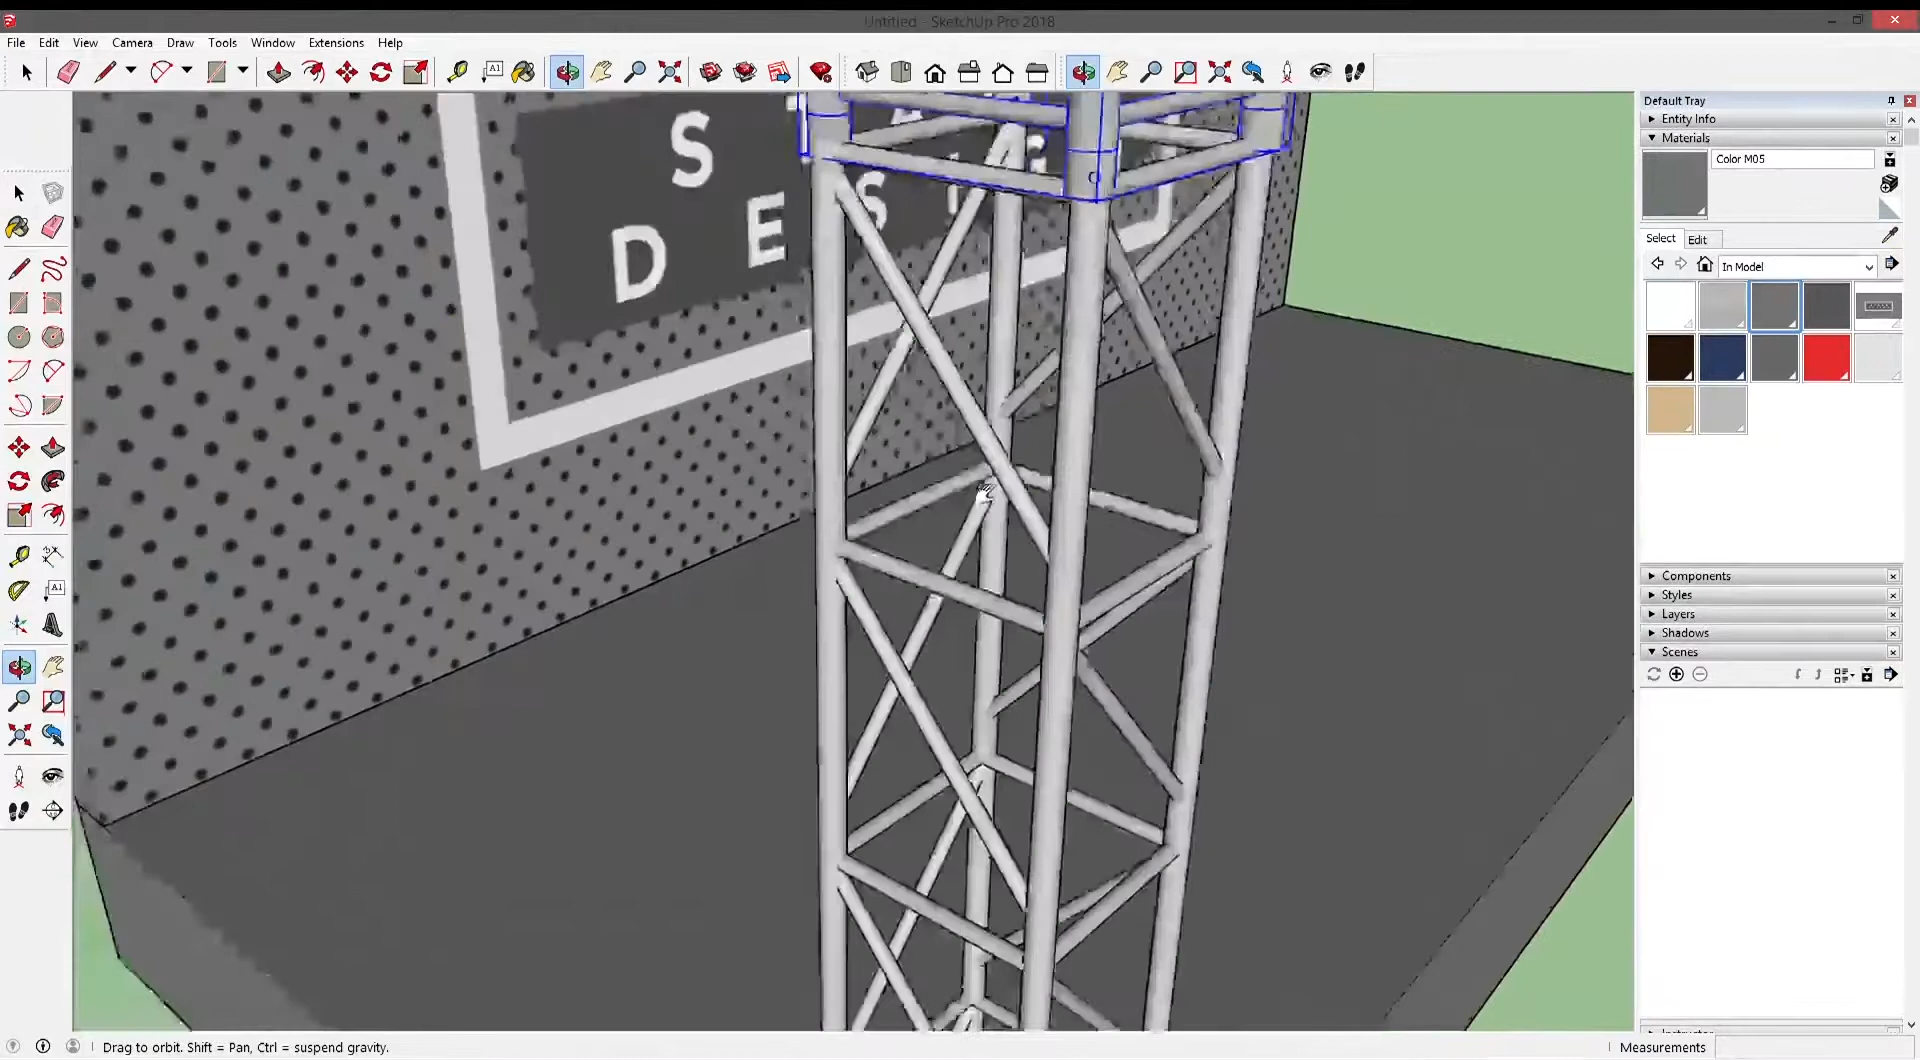 Untitled - SketchUp Pro 2018
File Edit View Camera Draw Tools Window Extensions Help
A1
Default Tray
Entity Info
Materials
Color M05
Select Edit
In Model
Components
Styles
Layers
Shadows
Scenes
S
D E S I
A1
Drag to orbit. Shift = Pan, Ctrl = suspend gravity.
Measurements